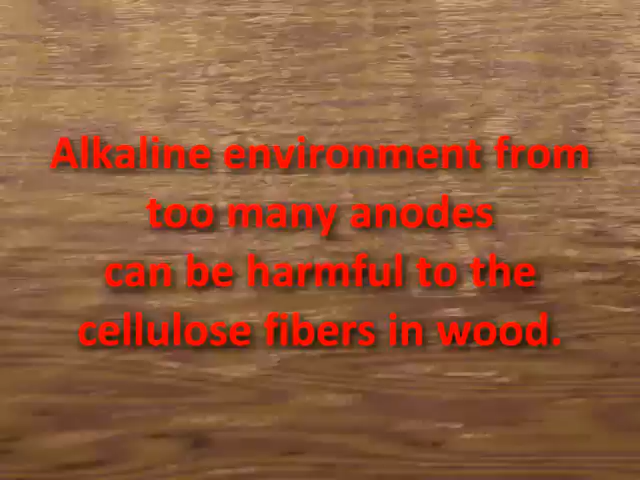 Alkaline environment from
too many anodes
can be harmful to the
cellulose fibers in wood.